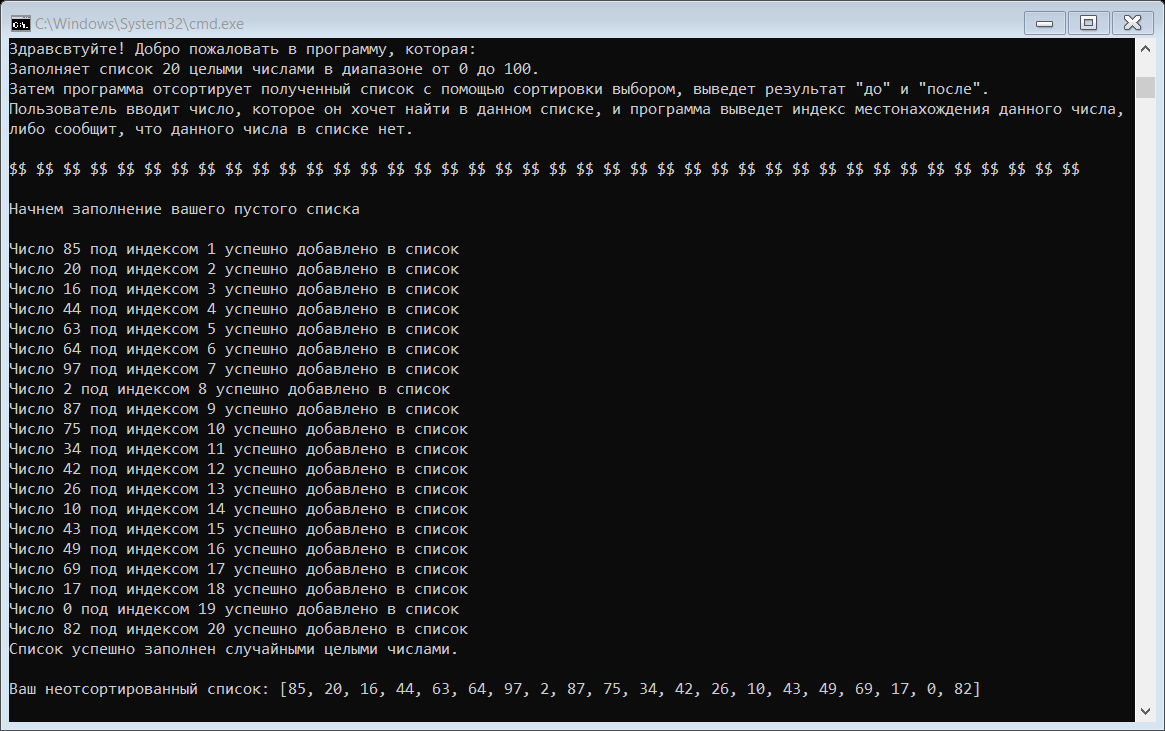 C:\Windows\System32\cmd.exe
Здравсвтуйте! Добро пожаловать в программу, которая:
Заполняет список 20 целыми числами в диапазоне от 0 до 100.
Затем программа отсортирует полученный список с помощью сортировки выбором, выведет результат "до" и "после".
Пользователь вводит число, которое он хочет найти в данном списке, и программа выведет индекс местонахождения данного числа,
либо сообщит, что данного числа в списке нет.
$$ $$ $$ $$ $$ $$ $$ $$ $$ $$ $$ $$ $$ $$ $$ $$ $$ $$ $$ $$ $$ $$ $$ $$ $$ $$ $$ $$ $$ $$ $$ $$ $$ $$ $$ $$ $$ $$ $$ $$
Начнем заполнение вашего пустого списка
Число 85 под индексом 1 успешно добавлено в список
Число 20 под индексом 2 успешно добавлено в список
Число 16 под индексом 3 успешно добавлено в список
Число 44 под индексом 4 успешно добавлено в список
Число 63 под индексом 5 успешно добавлено в список
Число 64 под индексом 6 успешно добавлено в список
Число 97 под индексом 7 успешно добавлено в список
Число 2 под индексом 8 успешно добавлено в список
Число 87 под индексом 9 успешно добавлено в список
Число 75 под индексом 10 успешно добавлено в список
Число 34 под индексом 11 успешно добавлено в список
Число 42 под индексом 12 успешно добавлено в список
Число 26 под индексом 13 успешно добавлено в список
Число 10 под индексом 14 успешно добавлено в список
Число 43 под индексом 15 успешно добавлено в список
Число 49 под индексом 16 успешно добавлено в список
Число 69 под индексом 17 успешно добавлено в список
Число 17 под индексом 18 успешно добавлено в список
Число 0 под индексом 19 успешно добавлено в список
Число 82 под индексом 20 успешно добавлено в список
Список успешно заполнен случайными целыми числами.
Ваш неотсортированный список: [85, 20, 16, 44, 63, 64, 97, 2, 87, 75, 34, 42, 26, 10, 43, 49, 69, 17, 0, 82]